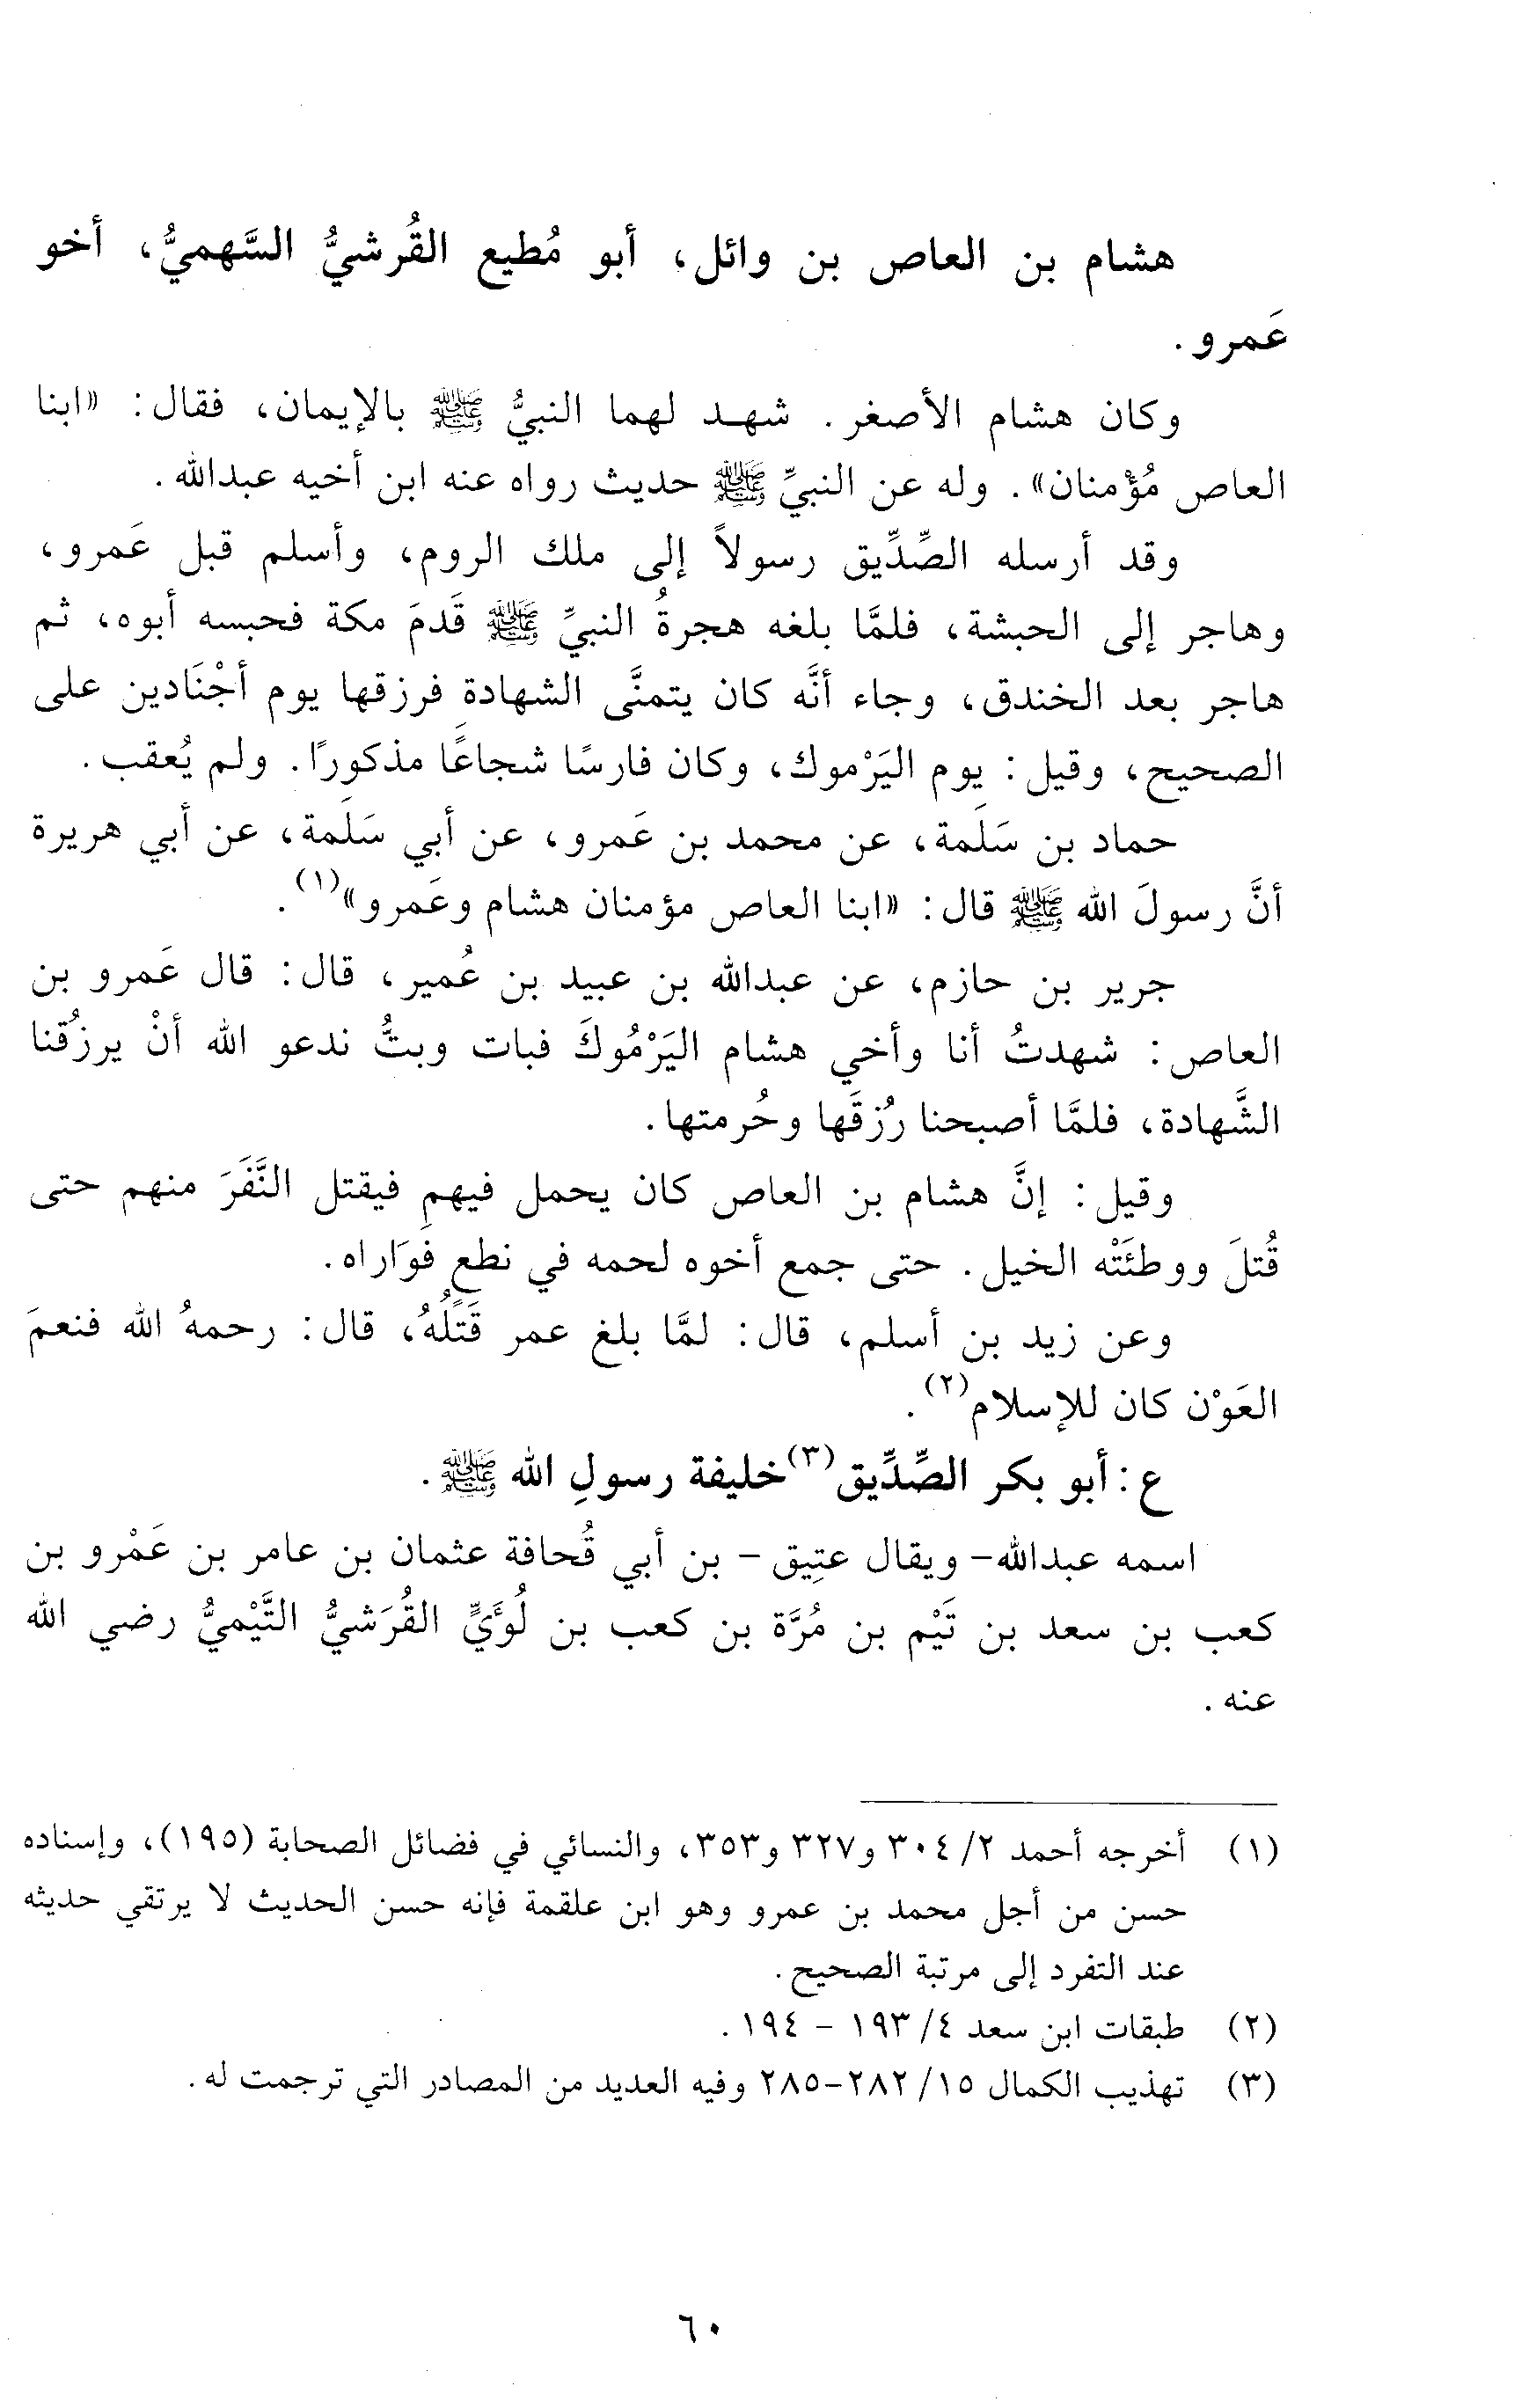 هشام بن العاص بن وائل، أبو مُطيع القُرشيُّ السَّهميُّ، أخو
عَمرو.
وكان هشام الأصغر. شهد لهما النبيُّ ﷺ بالإيمان، فقال: «ابنا
العاص مُؤْمنان». وله عن النبيِّ ﷺ حديث رواه عنه ابن أخيه عبدالله.
وقد أرسله الصِّدِّيق رسولاً إلى ملك الروم، وأسلم قبل عَمرو،
وهاجر إلى الحبشة، فلمَّا بلغه هجرةُ النبيِّ ﷺ قَدمَ مكة فحبسه أبوه، ثم
هاجر بعد الخندق، وجاء أنَّه كان يتمنَّى الشهادة فرزقها يوم أجْنَادين على
الصحيح، وقيل: يوم اليَرْموك، وكان فارسًا شجاعًا مذكورًا. ولم يُعقب.
حماد بن سَلَمة، عن محمد بن عَمرو، عن أبي سَلَمة، عن أبي هريرة
أنَّ رسولَ الله ﷺ قال: «ابنا العاص مؤمنان هشام وعَمرو»(١).
جرير بن حازم، عن عبدالله بن عبيد بن عُمير، قال: قال عَمرو بن
العاص: شهدتُ أنا وأخي هشام اليَرْمُوكَ فبات وبتُّ ندعو الله أنْ يرزُقنا
الشَّهادة، فلمَّا أصبحنا رُزقَها وحُرمتها.
وقيل: إنَّ هشام بن العاص كان يحمل فيهم فيقتل النَّفَرَ منهم حتى
قُتلَ ووطئَتْه الخيل. حتى جمع أخوه لحمه في نطعٍ فَوَاراه.
وعن زيد بن أسلم، قال: لمَّا بلغ عمر قَتْلُهُ، قال: رحمهُ الله فنعمَ
العَوْن كان للإسلام(٢).
ع: أبو بكر الصِّدِّيق(٣) خليفة رسولِ الله ﷺ.
اسمه عبدالله- ويقال عتِيق- بن أبي قُحافة عثمان بن عامر بن عَمْرو بن
كعب بن سعد بن تَيْم بن مُرَّة بن كعب بن لُؤَيٍّ القُرَشيُّ التَّيْميُّ رضي الله
عنه.
(١) أخرجه أحمد ٢/ ٣٠٤ و٣٢٧ و٣٥٣، والنسائي في فضائل الصحابة (١٩٥)، وإسناده
حسن من أجل محمد بن عمرو وهو ابن علقمة فإنه حسن الحديث لا يرتقي حديثه
عند التفرد إلى مرتبة الصحيح.
(٢) طبقات ابن سعد ٤/ ١٩٣ - ١٩٤.
(٣) تهذيب الكمال ١٥/ ٢٨٢-٢٨٥ وفيه العديد من المصادر التي ترجمت له.
٦٠